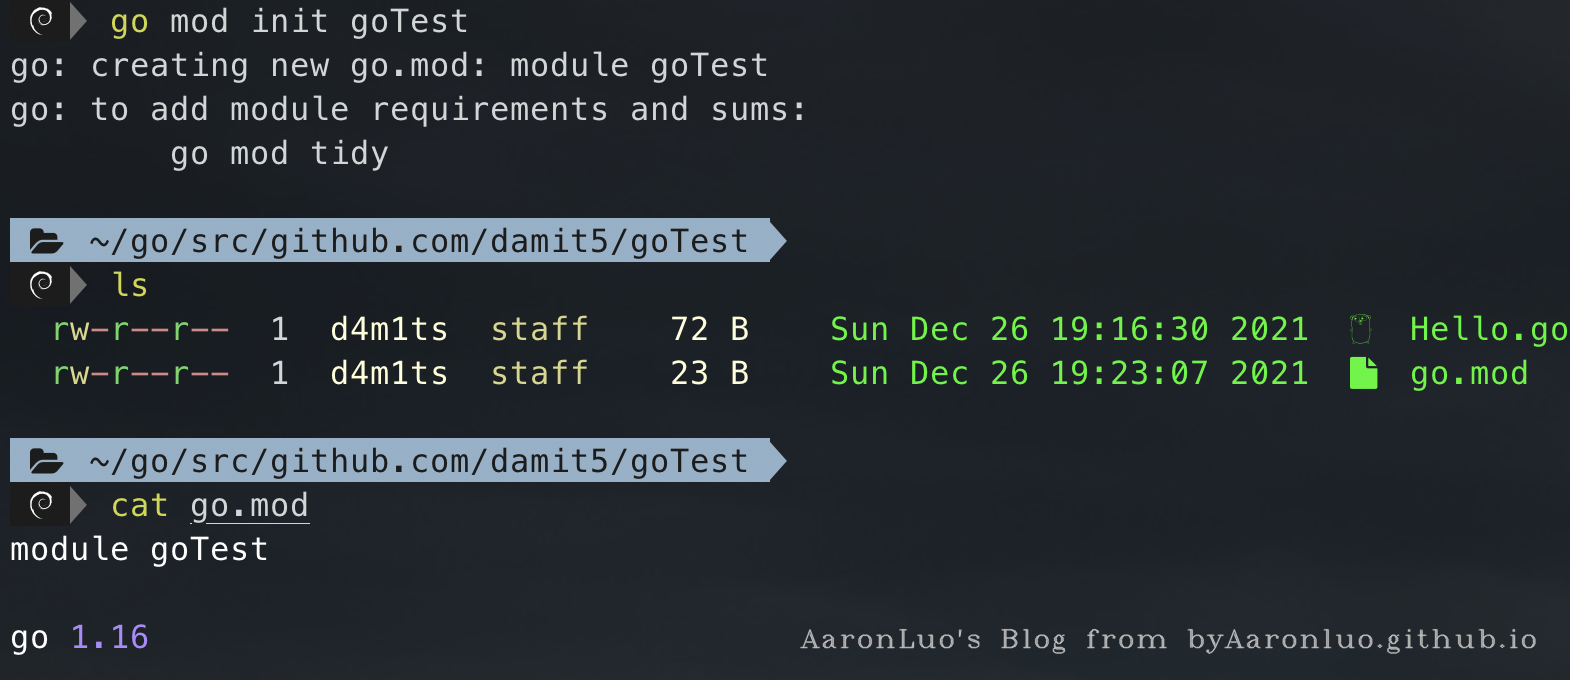 go mod init goTest
go: creating new go.mod: module goTest
go: to add module requirements and sums:
go mod tidy
~/go/src/github.com/damit5/goTest
ls
rw-r--r-- 1 d4m1ts staff 72 B Sun Dec 26 19:16:30 2021 Hello.go
rw-r--r-- 1 d4m1ts staff 23 B Sun Dec 26 19:23:07 2021 go.mod
~/go/src/github.com/damit5/goTest
cat go.mod
module goTest
go 1.16
AaronLuo's Blog from byAaronluo.github.io